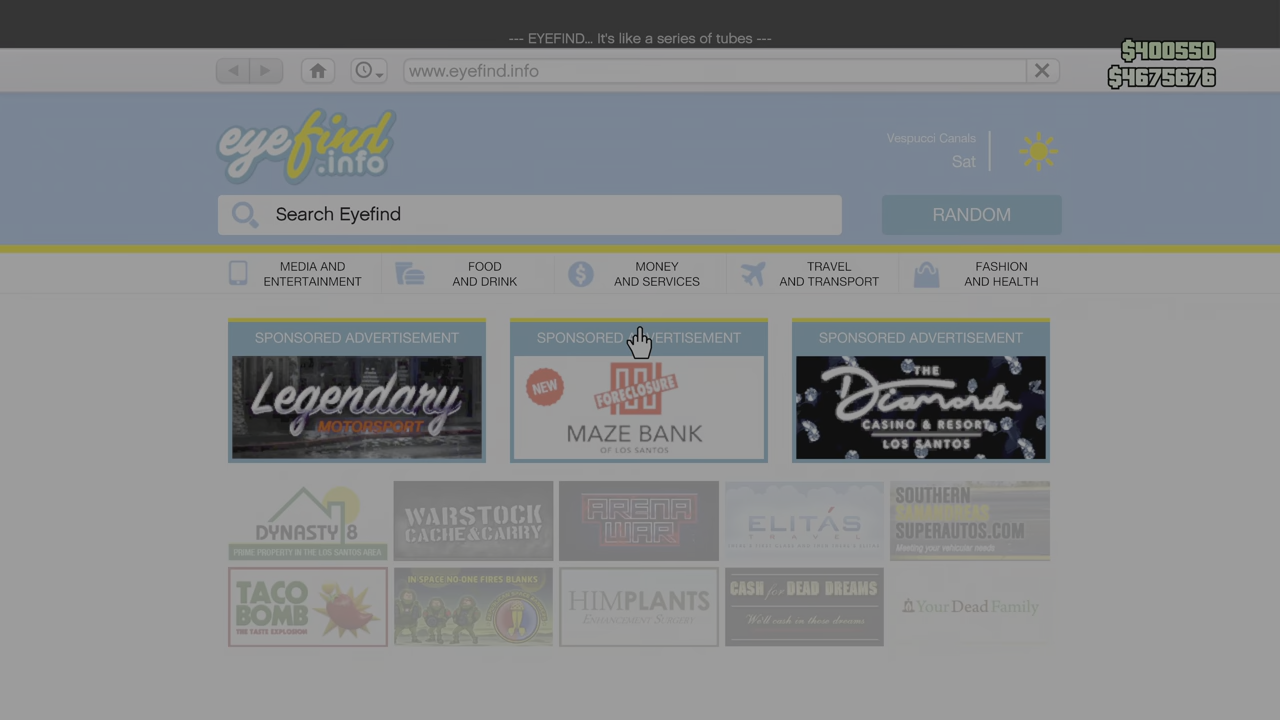 --- EYEFIND... It's like a series of tubes ---
$400550
$4675676
www.eyefind.info
eyefind
.info
Vespucci Canals
Sat
Search Eyefind
RANDOM
MEDIA AND
ENTERTAINMENT
FOOD
AND DRINK
MONEY
AND SERVICES
TRAVEL
AND TRANSPORT
FASHION
AND HEALTH
SPONSORED ADVERTISEMENT
Legendary
MOTORSPORT
SPONSORED ADVERTISEMENT
NEW
FORECLOSURE
MAZE BANK
OF LOS SANTOS
SPONSORED ADVERTISEMENT
THE
Diamond
CASINO & RESORT
LOS SANTOS
DYNASTY 8
PRIME PROPERTY IN THE LOS SANTOS AREA
WARSTOCK
CACHE & CARRY
ARENA
WAR
ELITÁS
TRAVEL
SOUTHERN
SAN ANDREAS
SUPERAUTOS.COM
Meeting your vehicular needs
TACO
BOMB
THE TASTE EXPLOSION
IN SPACE NO-ONE FIRES BLANKS
HIMPLANTS
ENHANCEMENT SURGERY
CASH for DEAD DREAMS
We'll cash in those dreams
Your Dead Family